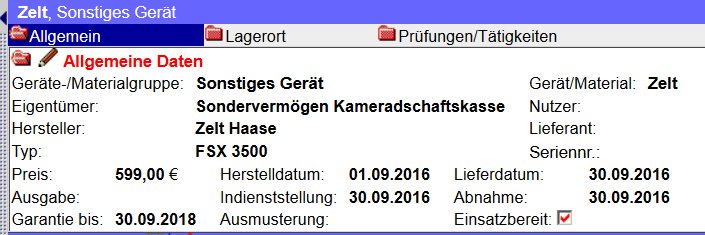 Zelt, Sonstiges Gerät
Allgemein Lagerort Prüfungen/Tätigkeiten
Allgemeine Daten
Geräte-/Materialgruppe: Sonstiges Gerät Gerät/Material: Zelt
Eigentümer: Sondervermögen Kameradschaftskasse Nutzer:
Hersteller: Zelt Haase Lieferant:
Typ: FSX 3500 Seriennr.:
Preis: 599,00 € Herstelldatum: 01.09.2016 Lieferdatum: 30.09.2016
Ausgabe: Indienststellung: 30.09.2016 Abnahme: 30.09.2016
Garantie bis: 30.09.2018 Ausmusterung: Einsatzbereit: